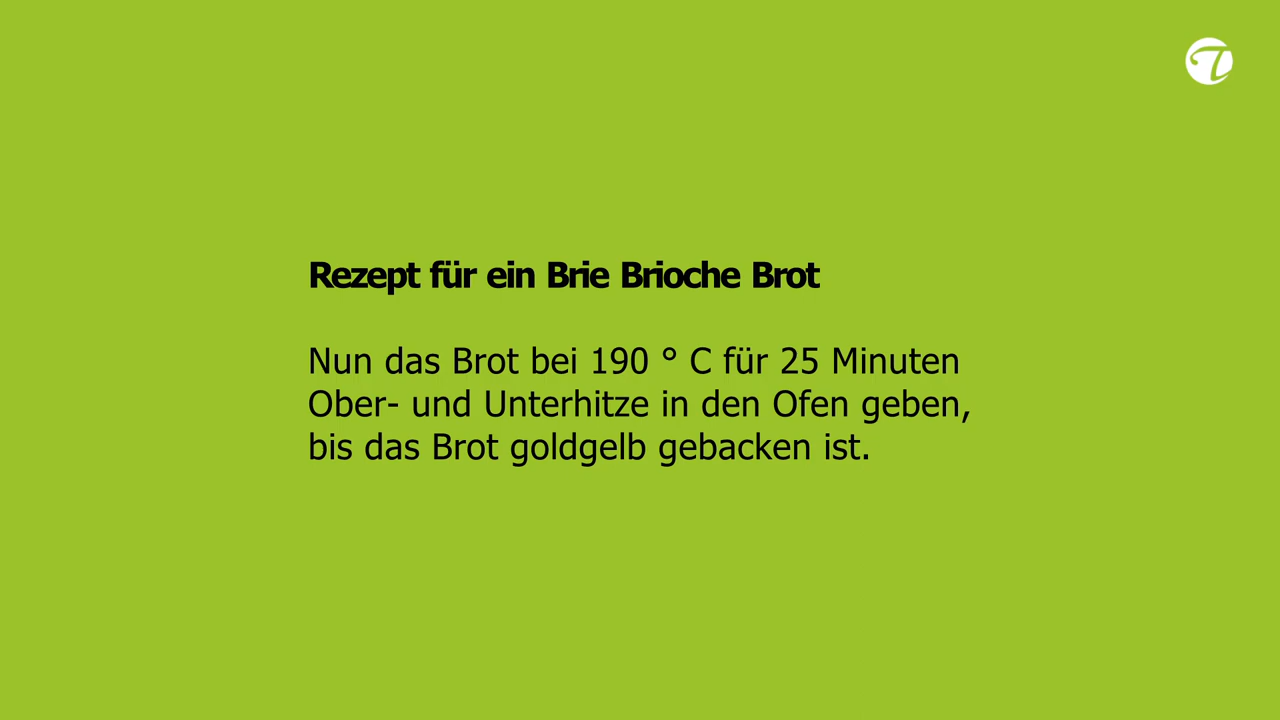 Rezept für ein Brie Brioche Brot
Nun das Brot bei 190 ° C für 25 Minuten
Ober- und Unterhitze in den Ofen geben,
bis das Brot goldgelb gebacken ist.